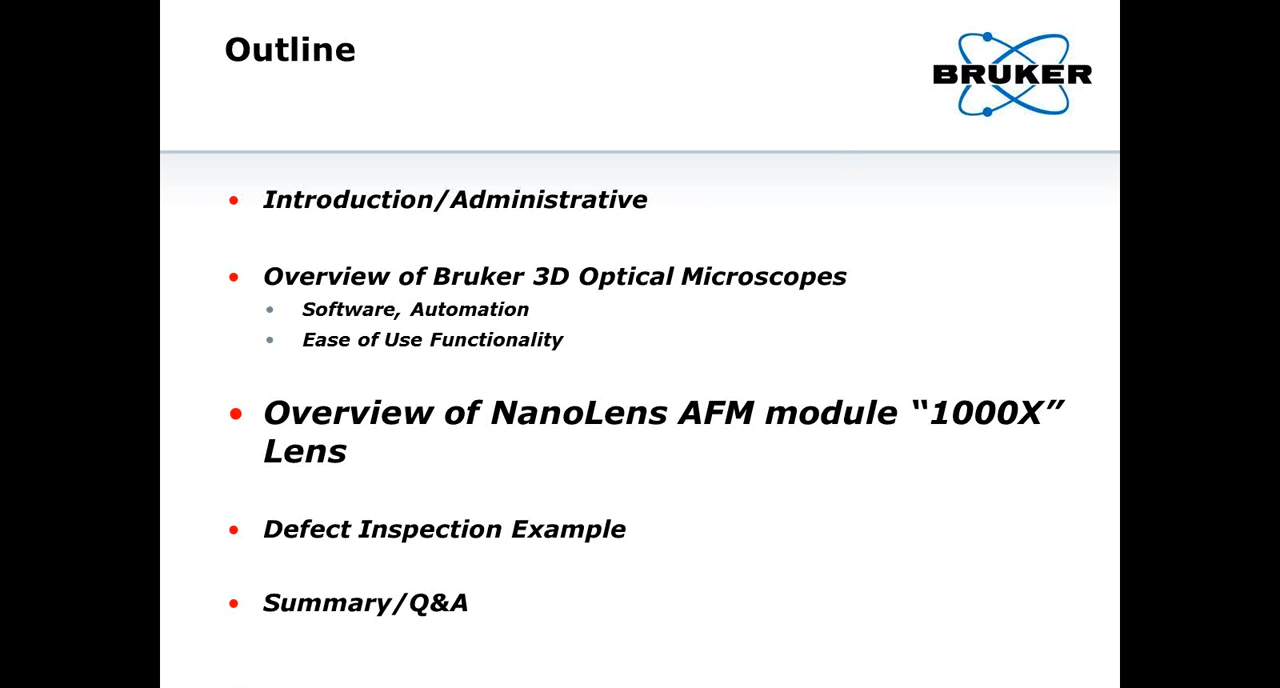 Outline
BRUKER
• Introduction/Administrative
• Overview of Bruker 3D Optical Microscopes
• Software, Automation
• Ease of Use Functionality
• Overview of NanoLens AFM module “1000X”
Lens
• Defect Inspection Example
• Summary/Q&A